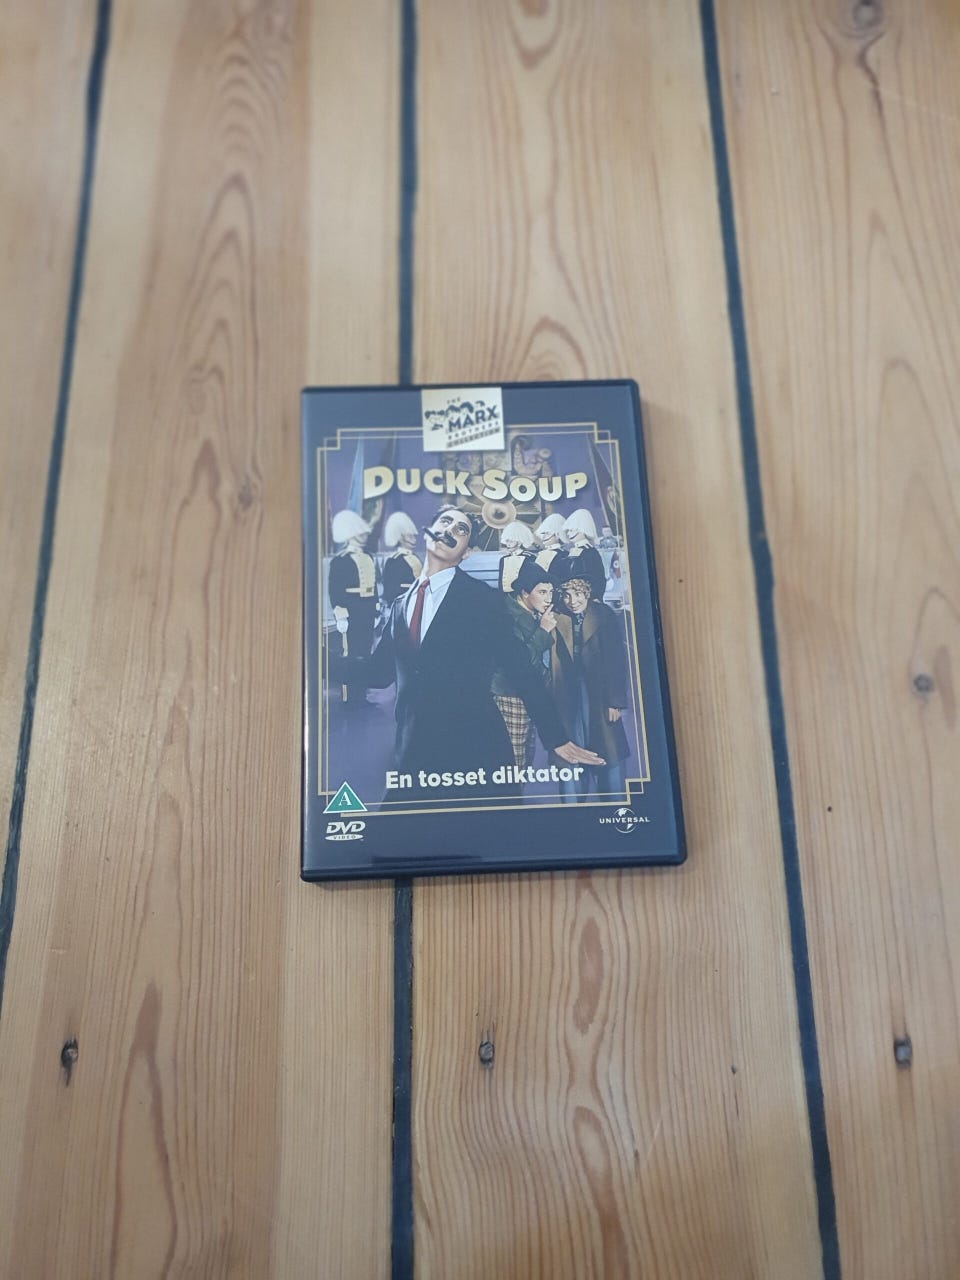 THE
MARX
BROTHERS
COLLECTION
DUCK SOUP
En tosset diktator
A
DVD
VIDEO
UNIVERSAL